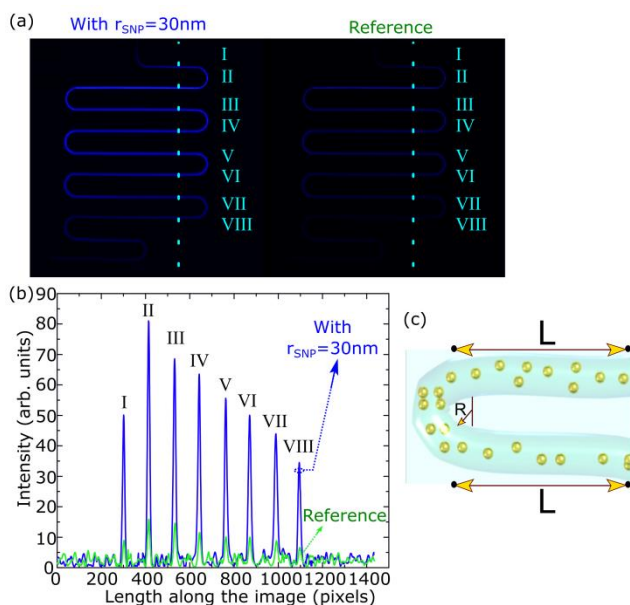 (a)
With rSNP=30nm
Reference
I
II
III
IV
V
VI
VII
VIII
I
II
III
IV
V
VI
VII
VIII
(b)
Intensity (arb. units)
90
80
70
60
50
40
30
20
10
0
I
II
III
IV
V
VI
VII
VIII
With
rSNP=30nm
Reference
0 200 400 600 800 1000 1200 1400
Length along the image (pixels)
(c)
L
R
L